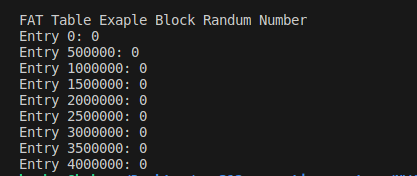 FAT Table Exaple Block Randum Number
Entry 0: 0
Entry 500000: 0
Entry 1000000: 0
Entry 1500000: 0
Entry 2000000: 0
Entry 2500000: 0
Entry 3000000: 0
Entry 3500000: 0
Entry 4000000: 0